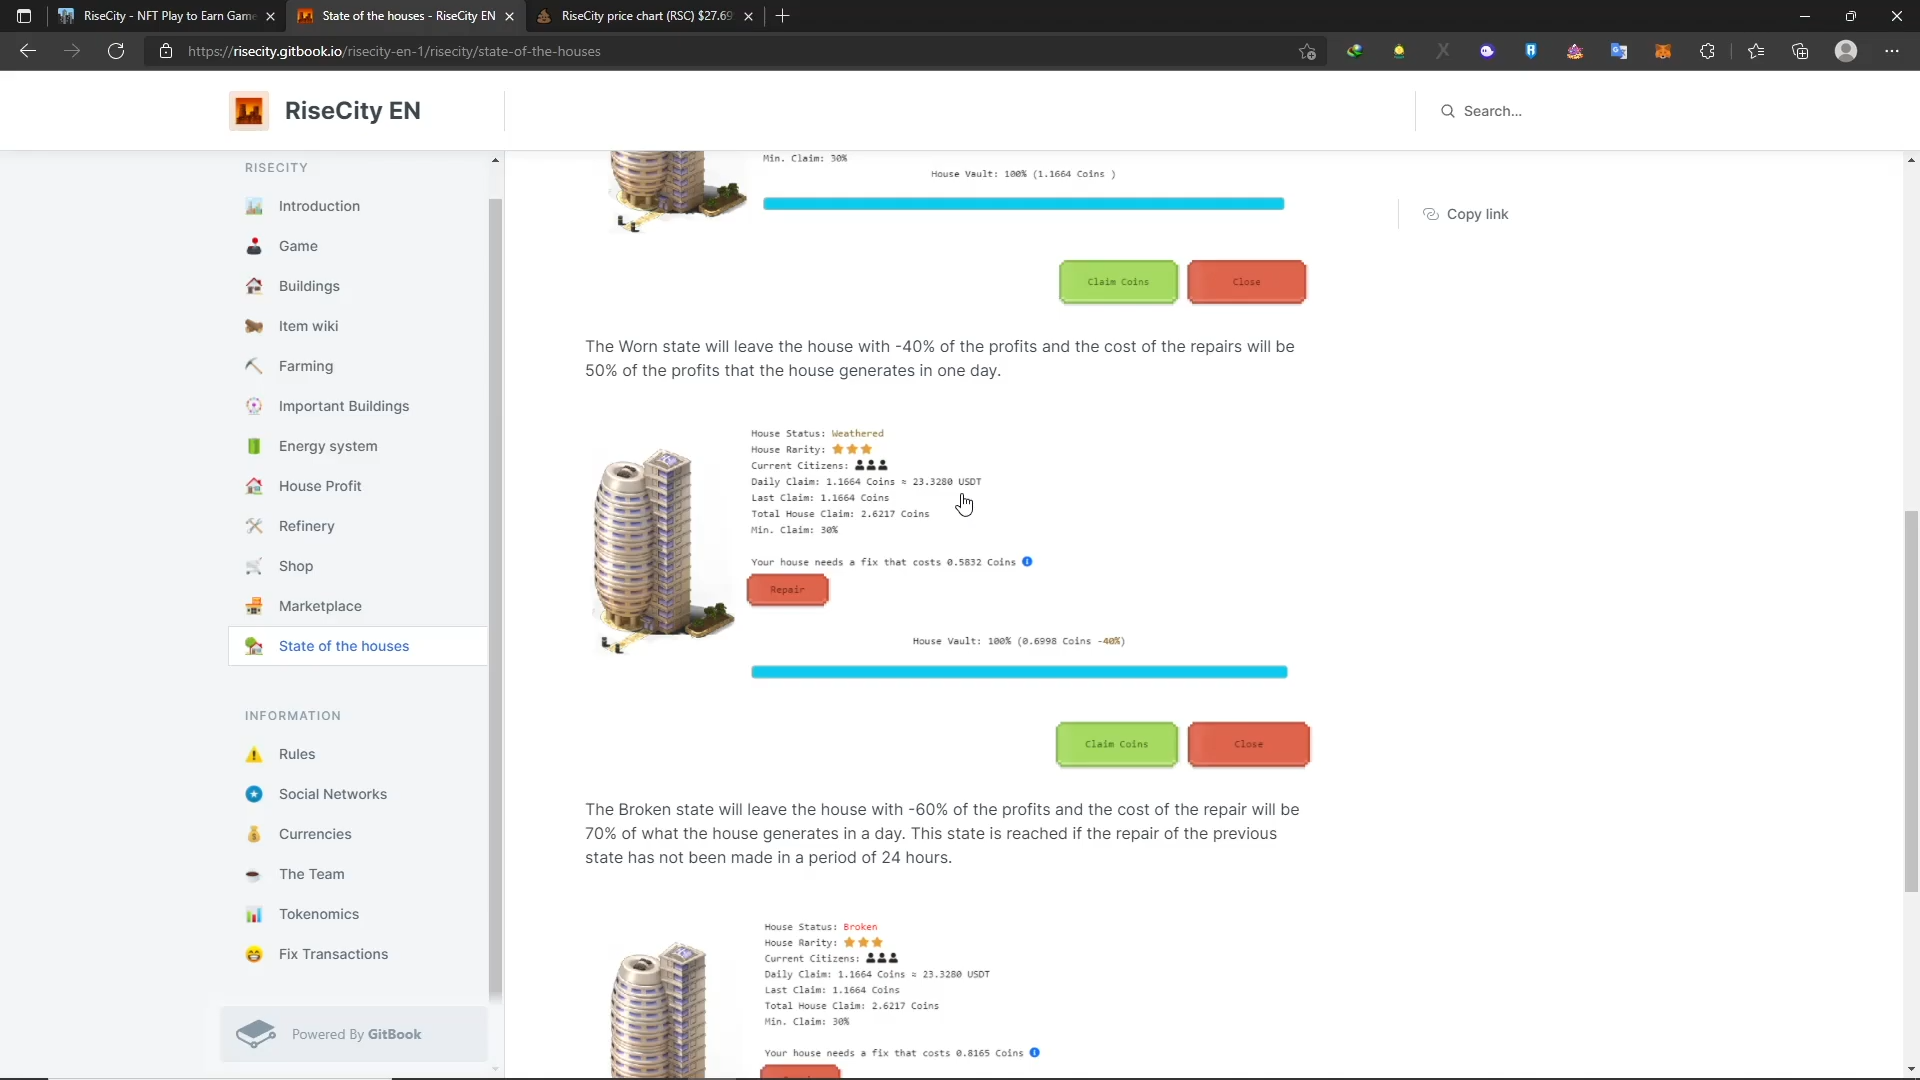 RiseCity - NFT Play to Earn Game
State of the houses - RiseCity EN
RiseCity price chart (RSC) $27.69
https://risecity.gitbook.io/risecity-en-1/risecity/state-of-the-houses
RiseCity EN
Search...
RISECITY
Introduction
Game
Buildings
Item wiki
Farming
Important Buildings
Energy system
House Profit
Refinery
Shop
Marketplace
State of the houses
INFORMATION
Rules
Social Networks
Currencies
The Team
Tokenomics
Fix Transactions
Powered By GitBook
Min. Claim: 30%
House Vault: 100% (1.1664 Coins )
Claim Coins
Close
Copy link
The Worn state will leave the house with -40% of the profits and the cost of the repairs will be
50% of the profits that the house generates in one day.
House Status: Weathered
House Rarity:
Current Citizens:
Daily Claim: 1.1664 Coins ≈ 23.3280 USDT
Last Claim: 1.1664 Coins
Total House Claim: 2.6217 Coins
Min. Claim: 30%
Your house needs a fix that costs 0.5832 Coins
Repair
House Vault: 100% (0.6998 Coins -40%)
Claim Coins
Close
The Broken state will leave the house with -60% of the profits and the cost of the repair will be
70% of what the house generates in a day. This state is reached if the repair of the previous
state has not been made in a period of 24 hours.
House Status: Broken
House Rarity:
Current Citizens:
Daily Claim: 1.1664 Coins ≈ 23.3280 USDT
Last Claim: 1.1664 Coins
Total House Claim: 2.6217 Coins
Min. Claim: 30%
Your house needs a fix that costs 0.8165 Coins